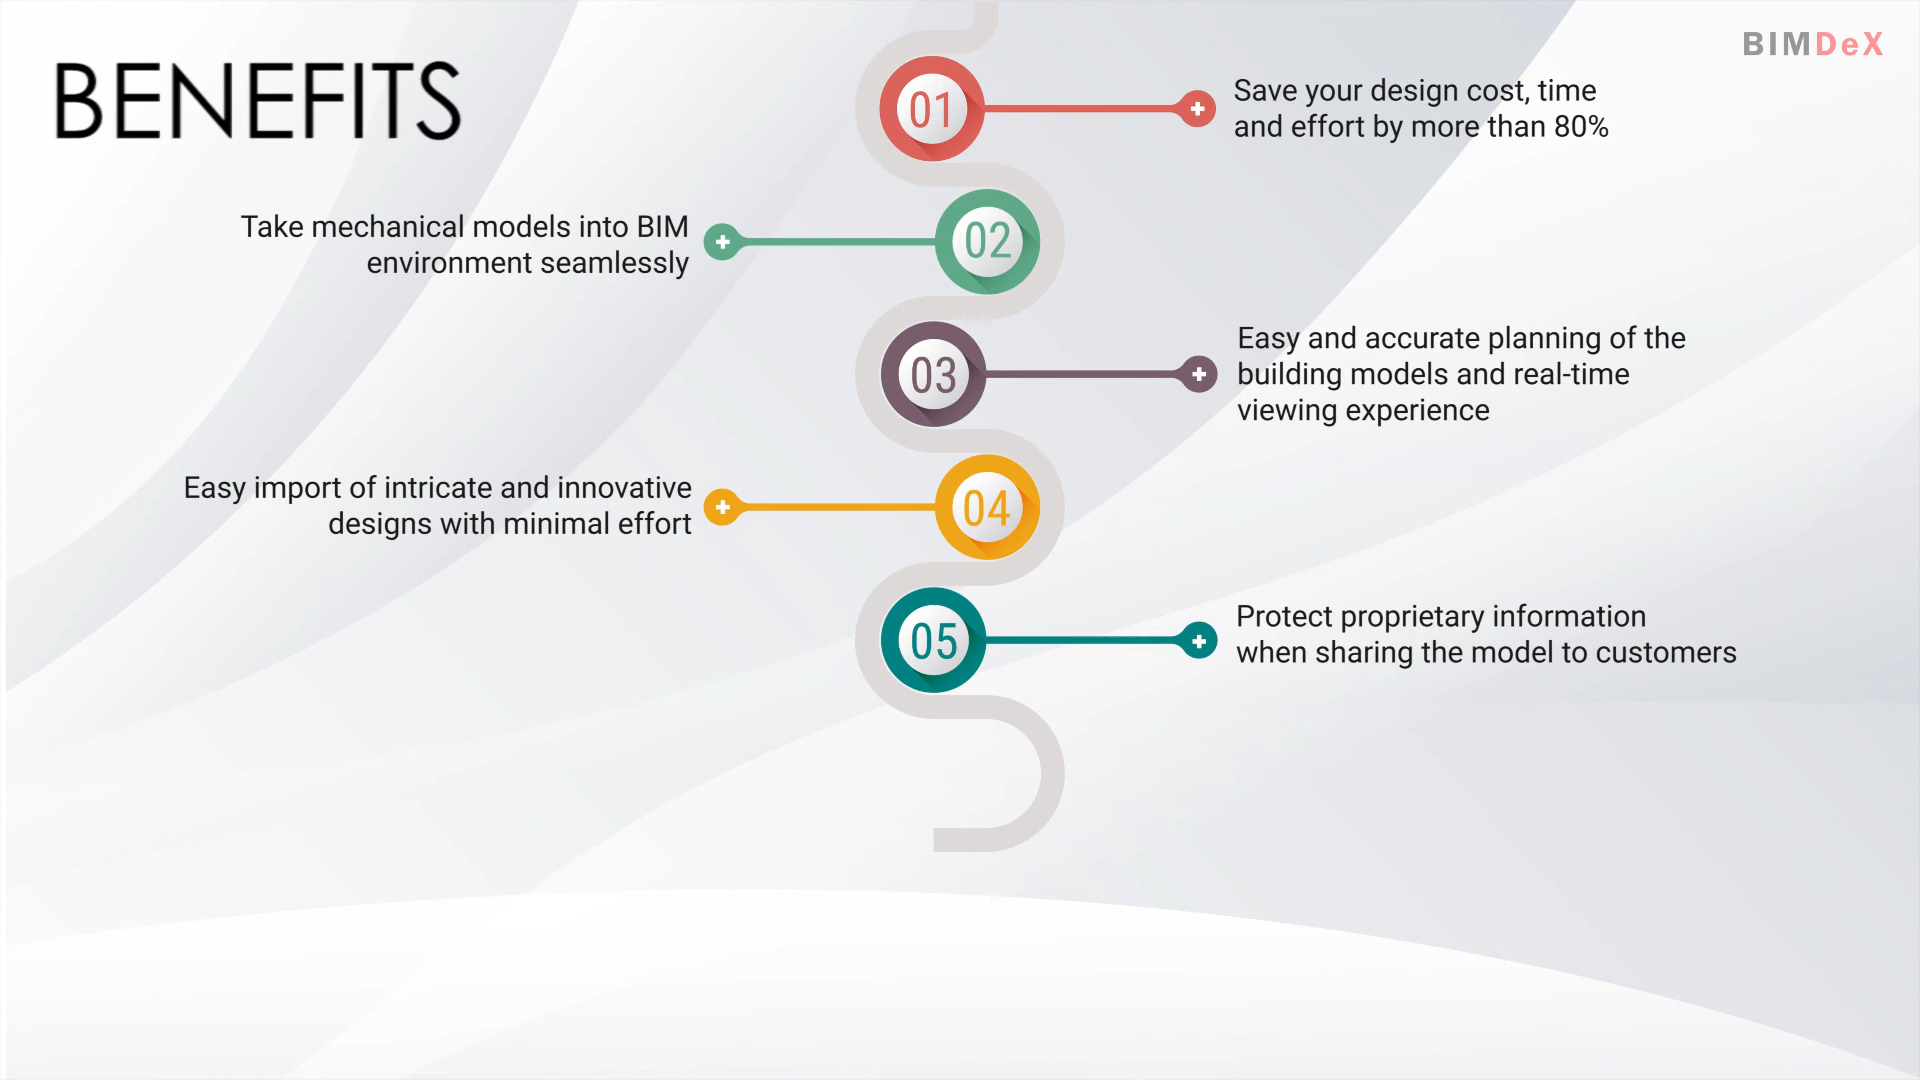 BENEFITS
BIMDeX
01
Save your design cost, time
and effort by more than 80%
Take mechanical models into BIM
environment seamlessly
02
03
Easy and accurate planning of the
building models and real-time
viewing experience
Easy import of intricate and innovative
designs with minimal effort
04
05
Protect proprietary information
when sharing the model to customers